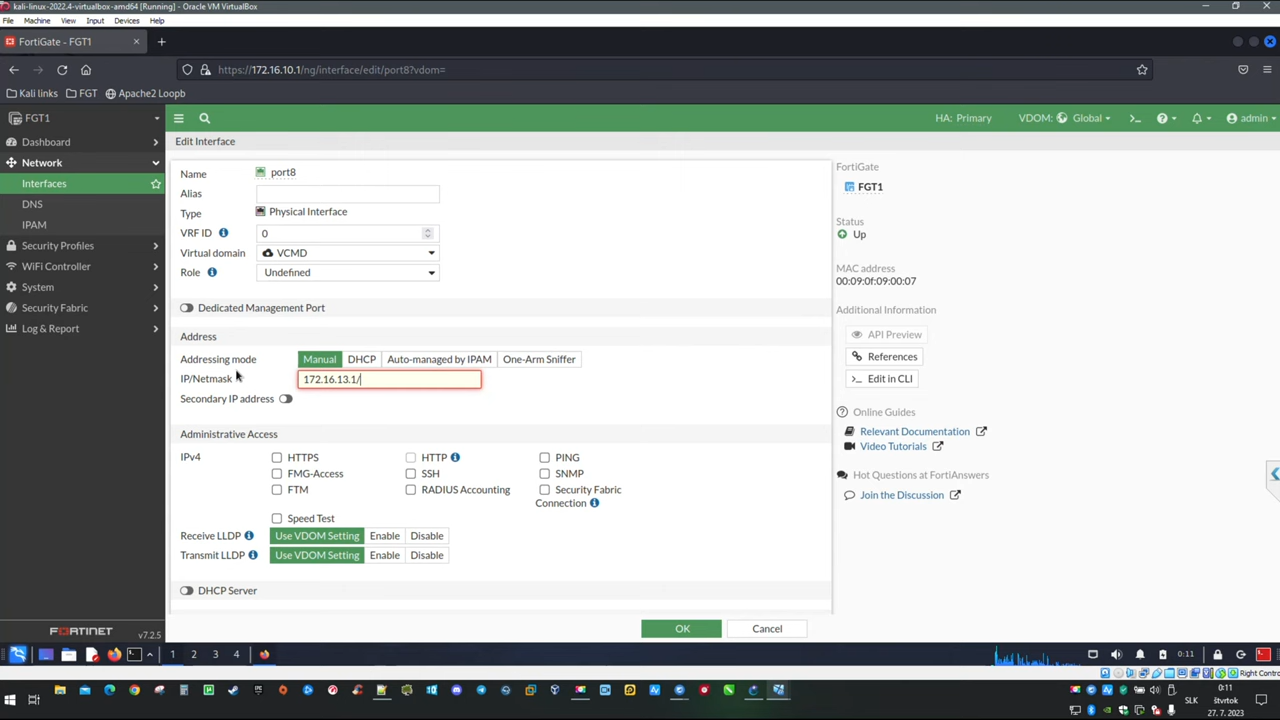 kali-linux-2022.4-virtualbox-amd64 [Running] - Oracle VM VirtualBox
File Machine View Input Devices Help
FortiGate - FGT1
https://172.16.10.1/ng/interface/edit/port8?vdom=
Kali links FGT Apache2 Loopb
FGT1 HA: Primary VDOM: Global admin
Dashboard
Network
Interfaces
DNS
IPAM
Security Profiles
WiFi Controller
System
Security Fabric
Log & Report
FORTINET v7.2.5
Edit Interface
Name port8
Alias
Type Physical Interface
VRF ID 0
Virtual domain VCMD
Role Undefined
Dedicated Management Port
Address
Addressing mode Manual DHCP Auto-managed by IPAM One-Arm Sniffer
IP/Netmask 172.16.13.1/
Secondary IP address
Administrative Access
IPv4 HTTPS HTTP PING
FMG-Access SSH SNMP
FTM RADIUS Accounting Security Fabric
Connection
Speed Test
Receive LLDP Use VDOM Setting Enable Disable
Transmit LLDP Use VDOM Setting Enable Disable
DHCP Server
OK Cancel
FortiGate
FGT1
Status
Up
MAC address
00:09:0f:09:00:07
Additional Information
API Preview
References
Edit in CLI
Online Guides
Relevant Documentation
Video Tutorials
Hot Questions at FortiAnswers
Join the Discussion
1 2 3 4 0:11
Right Control
0:11
SLK štvrtok
27. 7. 2023